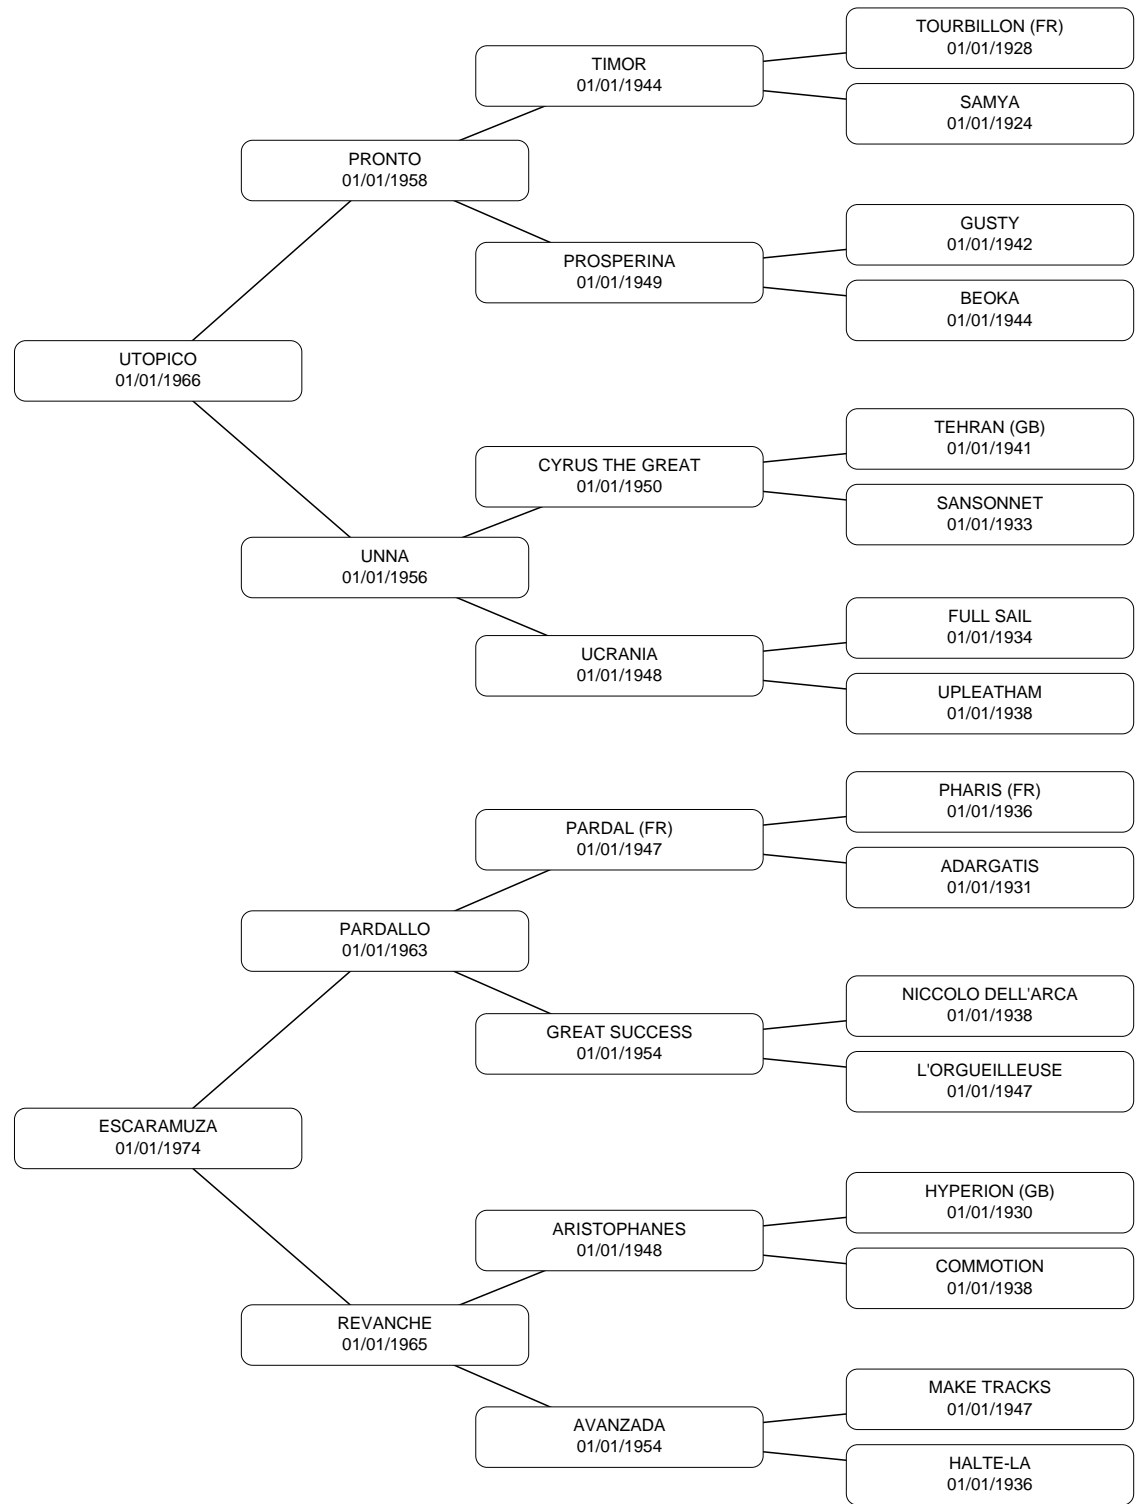 TOURBILLON (FR)
01/01/1928
TIMOR
01/01/1944
SAMYA
01/01/1924
PRONTO
01/01/1958
GUSTY
01/01/1942
PROSPERINA
01/01/1949
BEOKA
01/01/1944
UTOPICO
01/01/1966
TEHRAN (GB)
01/01/1941
CYRUS THE GREAT
01/01/1950
SANSONNET
01/01/1933
UNNA
01/01/1956
FULL SAIL
01/01/1934
UCRANIA
01/01/1948
UPLEATHAM
01/01/1938
PHARIS (FR)
01/01/1936
PARDAL (FR)
01/01/1947
ADARGATIS
01/01/1931
PARDALLO
01/01/1963
NICCOLO DELL'ARCA
01/01/1938
GREAT SUCCESS
01/01/1954
L'ORGUEILLEUSE
01/01/1947
ESCARAMUZA
01/01/1974
HYPERION (GB)
01/01/1930
ARISTOPHANES
01/01/1948
COMMOTION
01/01/1938
REVANCHE
01/01/1965
MAKE TRACKS
01/01/1947
AVANZADA
01/01/1954
HALTE-LA
01/01/1936